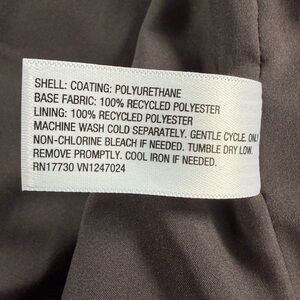 SHELL: COATING: POLYURETHANE
BASE FABRIC: 100% RECYCLED POLYESTER
LINING: 100% RECYCLED POLYESTER
MACHINE WASH COLD SEPARATELY. GENTLE CYCLE. ONLY
NON-CHLORINE BLEACH IF NEEDED. TUMBLE DRY LOW.
REMOVE PROMPTLY. COOL IRON IF NEEDED.
RN17730 VN1247024